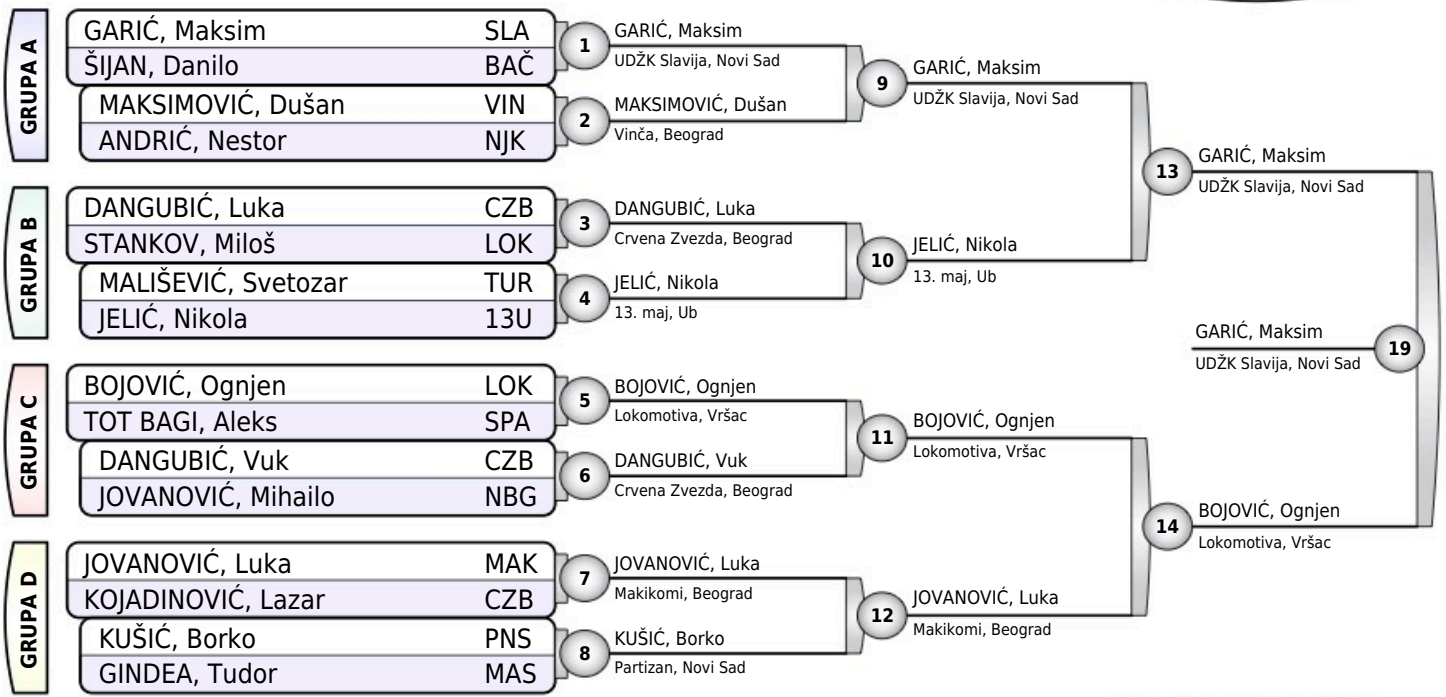 GRUPA A
GARIĆ, Maksim SLA
ŠIJAN, Danilo BAČ
MAKSIMOVIĆ, Dušan VIN
ANDRIĆ, Nestor NJK
GRUPA B
DANGUBIĆ, Luka CZB
STANKOV, Miloš LOK
MALIŠEVIĆ, Svetozar TUR
JELIĆ, Nikola 13U
GRUPA C
BOJOVIĆ, Ognjen LOK
TOT BAGI, Aleks SPA
DANGUBIĆ, Vuk CZB
JOVANOVIĆ, Mihailo NBG
GRUPA D
JOVANOVIĆ, Luka MAK
KOJADINOVIĆ, Lazar CZB
KUŠIĆ, Borko PNS
GINDEA, Tudor MAS
1
GARIĆ, Maksim
UDŽK Slavija, Novi Sad
2
MAKSIMOVIĆ, Dušan
Vinča, Beograd
3
DANGUBIĆ, Luka
Crvena Zvezda, Beograd
4
JELIĆ, Nikola
13. maj, Ub
5
BOJOVIĆ, Ognjen
Lokomotiva, Vršac
6
DANGUBIĆ, Vuk
Crvena Zvezda, Beograd
7
JOVANOVIĆ, Luka
Makikomi, Beograd
8
KUŠIĆ, Borko
Partizan, Novi Sad
9
GARIĆ, Maksim
UDŽK Slavija, Novi Sad
10
JELIĆ, Nikola
13. maj, Ub
11
BOJOVIĆ, Ognjen
Lokomotiva, Vršac
12
JOVANOVIĆ, Luka
Makikomi, Beograd
13
GARIĆ, Maksim
UDŽK Slavija, Novi Sad
14
BOJOVIĆ, Ognjen
Lokomotiva, Vršac
GARIĆ, Maksim
UDŽK Slavija, Novi Sad
19